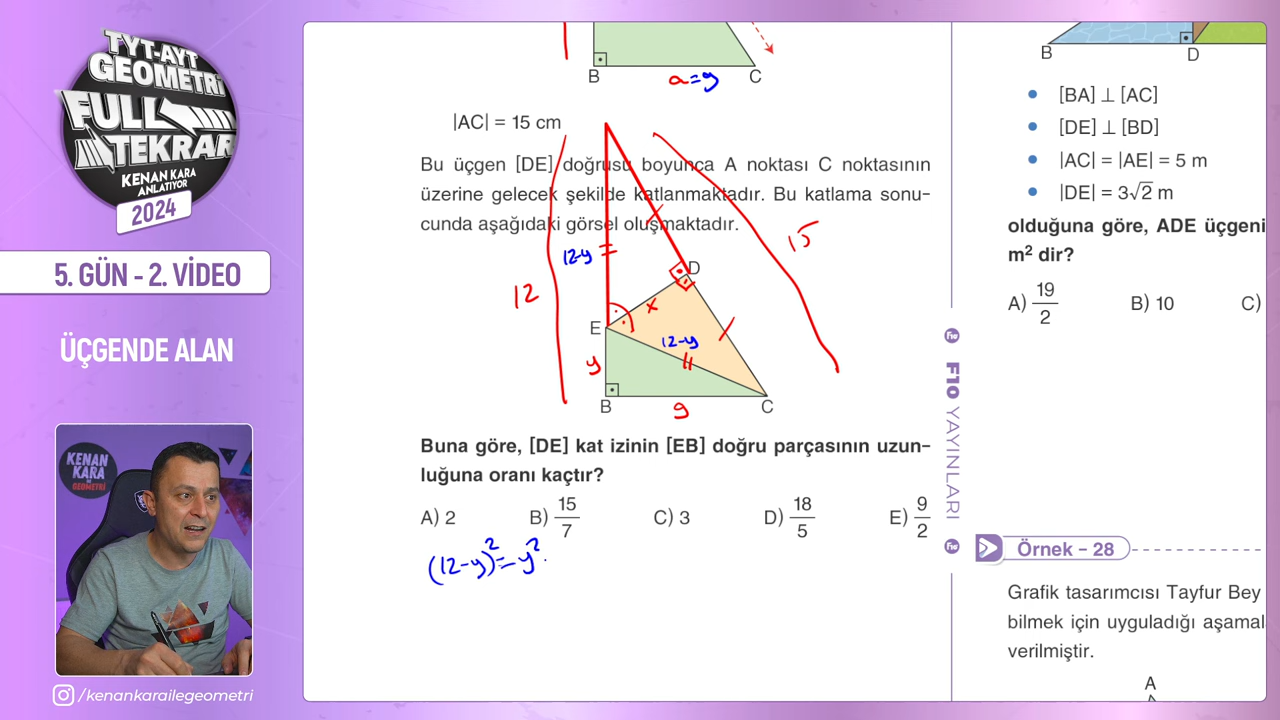 TYT-AYT
GEOMETRİ
FULL
TEKRAR
KENAN KARA
ANLATIYOR
2024
5. GÜN - 2. VİDEO
ÜÇGENDE ALAN
KENAN
KARA
ile
GEOMETRİ
/kenankarailegeometri
B
a=9
C
|AC| = 15 cm
Bu üçgen [DE] doğrusu boyunca A noktası C noktasının
üzerine gelecek şekilde katlanmaktadır. Bu katlama sonu-
cunda aşağıdaki görsel oluşmaktadır.
12-y
15
12
D
x
E
12-y
y
B
9
C
Buna göre, [DE] kat izinin [EB] doğru parçasının uzun-
luğuna oranı kaçtır?
A) 2 B) 15/7 C) 3 D) 18/5 E) 9/2
(12-y)²=y²
F10 YAYINLARI
B
D
• [BA] ⊥ [AC]
• [DE] ⊥ [BD]
• |AC| = |AE| = 5 m
• |DE| = 3√2 m
olduğuna göre, ADE üçgeni
m² dir?
A) 19/2 B) 10 C)
Örnek - 28
Grafik tasarımcısı Tayfur Bey
bilmek için uyguladığı aşamal
verilmiştir.
A